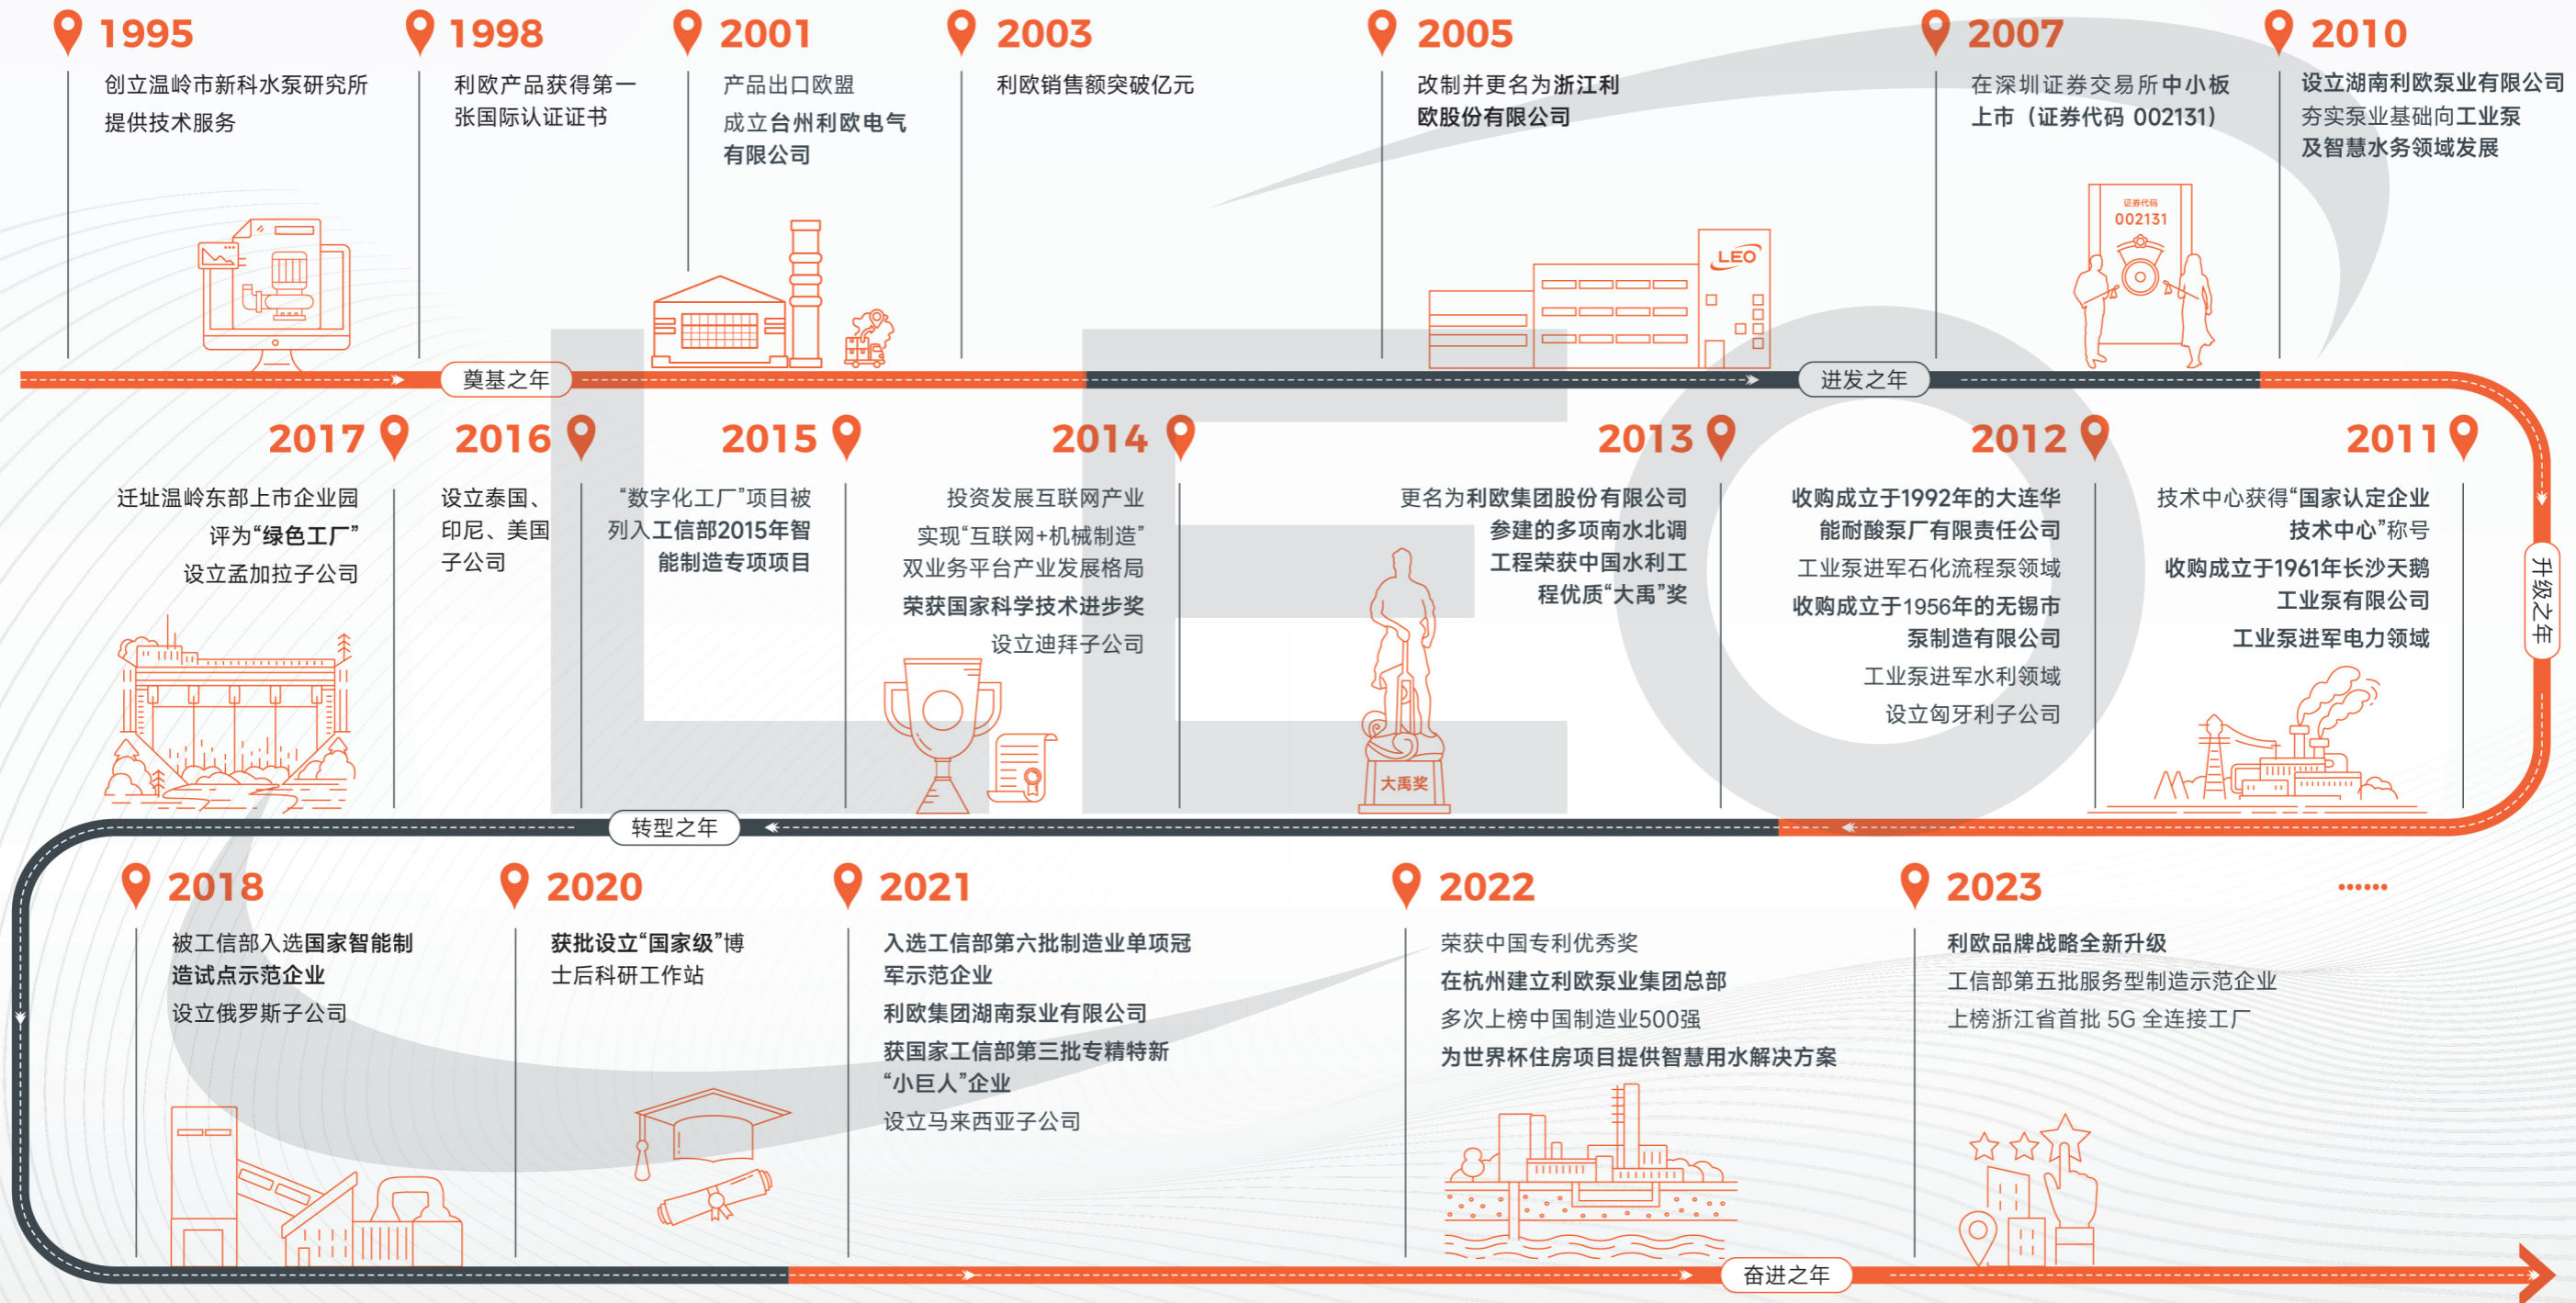 1995
创立温岭市新科水泵研究所
提供技术服务
1998
利欧产品获得第一
张国际认证证书
2001
产品出口欧盟
成立台州利欧电气
有限公司
2003
利欧销售额突破亿元
2005
改制并更名为浙江利
欧股份有限公司
LEO
2007
在深圳证券交易所中小板
上市（证券代码 002131）
证券代码
002131
2010
设立湖南利欧泵业有限公司
夯实泵业基础向工业泵
及智慧水务领域发展
奠基之年
迸发之年
2011
技术中心获得“国家认定企业
技术中心”称号
收购成立于1961年长沙天鹅
工业泵有限公司
工业泵进军电力领域
升级之年
2012
收购成立于1992年的大连华
能耐酸泵厂有限责任公司
工业泵进军石化流程泵领域
收购成立于1956年的无锡市
泵制造有限公司
工业泵进军水利领域
设立匈牙利子公司
2013
更名为利欧集团股份有限公司
参建的多项南水北调
工程荣获中国水利工
程优质“大禹”奖
大禹奖
2014
投资发展互联网产业
实现“互联网+机械制造”
双业务平台产业发展格局
荣获国家科学技术进步奖
设立迪拜子公司
2015
“数字化工厂”项目被
列入工信部2015年智
能制造专项项目
2016
设立泰国、
印尼、美国
子公司
2017
迁址温岭东部上市企业园
评为“绿色工厂”
设立孟加拉子公司
LEO
转型之年
2018
被工信部入选国家智能制
造试点示范企业
设立俄罗斯子公司
2020
获批设立“国家级”博
士后科研工作站
2021
入选工信部第六批制造业单项冠
军示范企业
利欧集团湖南泵业有限公司
获国家工信部第三批专精特新
“小巨人”企业
设立马来西亚子公司
2022
荣获中国专利优秀奖
在杭州建立利欧泵业集团总部
多次上榜中国制造业500强
为世界杯住房项目提供智慧用水解决方案
2023
利欧品牌战略全新升级
工信部第五批服务型制造示范企业
上榜浙江省首批 5G 全连接工厂
……
奋进之年